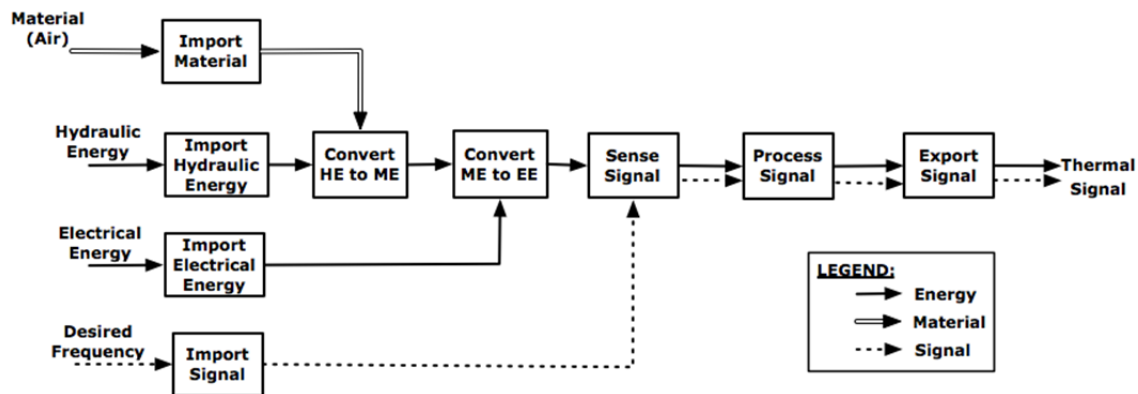 Material
(Air)
Import
Material
Hydraulic
Energy
Import
Hydraulic
Energy
Convert
HE to ME
Convert
ME to EE
Sense
Signal
Process
Signal
Export
Signal
Thermal
Signal
Electrical
Energy
Import
Electrical
Energy
Desired
Frequency
Import
Signal
LEGEND:
Energy
Material
Signal